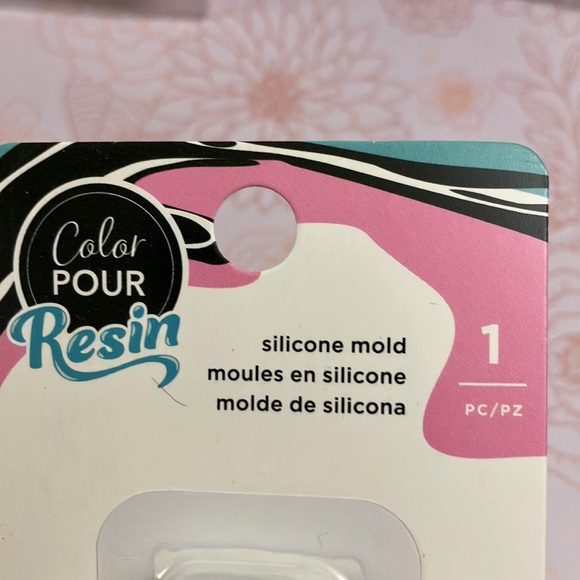 Color
POUR
Resin
silicone mold
moules en silicone
molde de silicona
1
PC/PZ